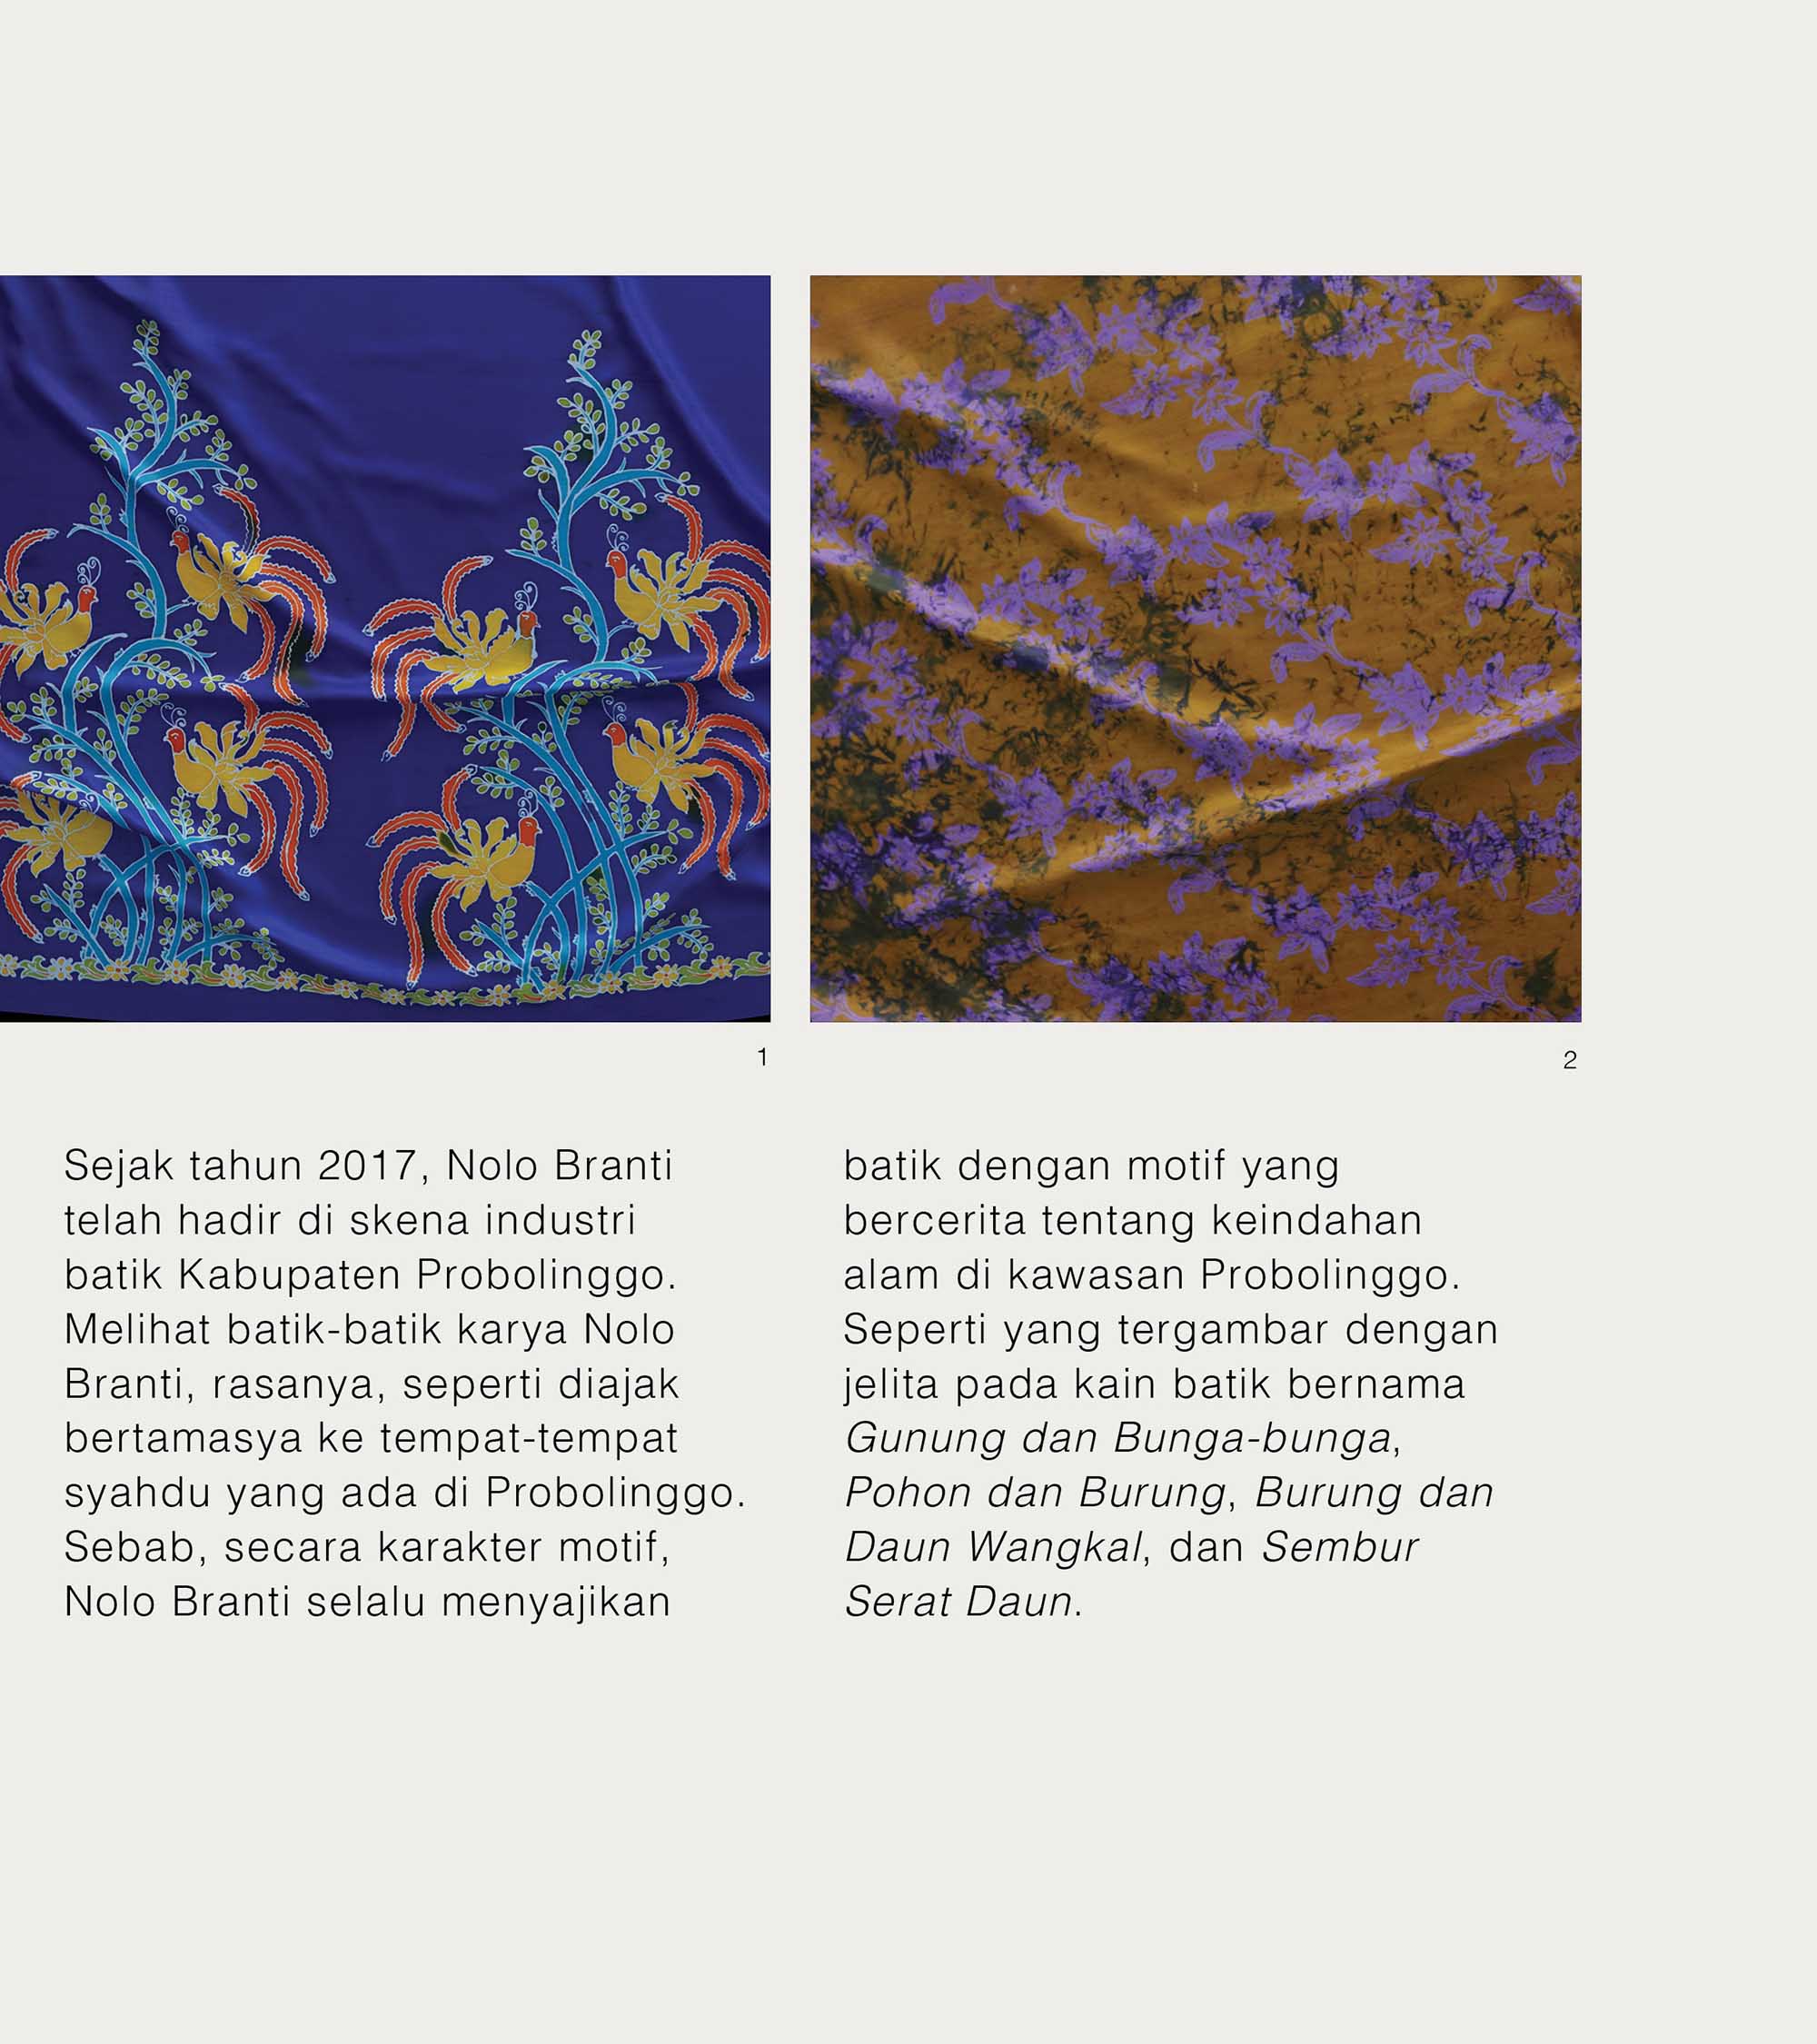 1
2
Sejak tahun 2017, Nolo Branti
telah hadir di skena industri
batik Kabupaten Probolinggo.
Melihat batik-batik karya Nolo
Branti, rasanya, seperti diajak
bertamasya ke tempat-tempat
syahdu yang ada di Probolinggo.
Sebab, secara karakter motif,
Nolo Branti selalu menyajikan
batik dengan motif yang
bercerita tentang keindahan
alam di kawasan Probolinggo.
Seperti yang tergambar dengan
jelita pada kain batik bernama
Gunung dan Bunga-bunga,
Pohon dan Burung, Burung dan
Daun Wangkal, dan Sembur
Serat Daun.